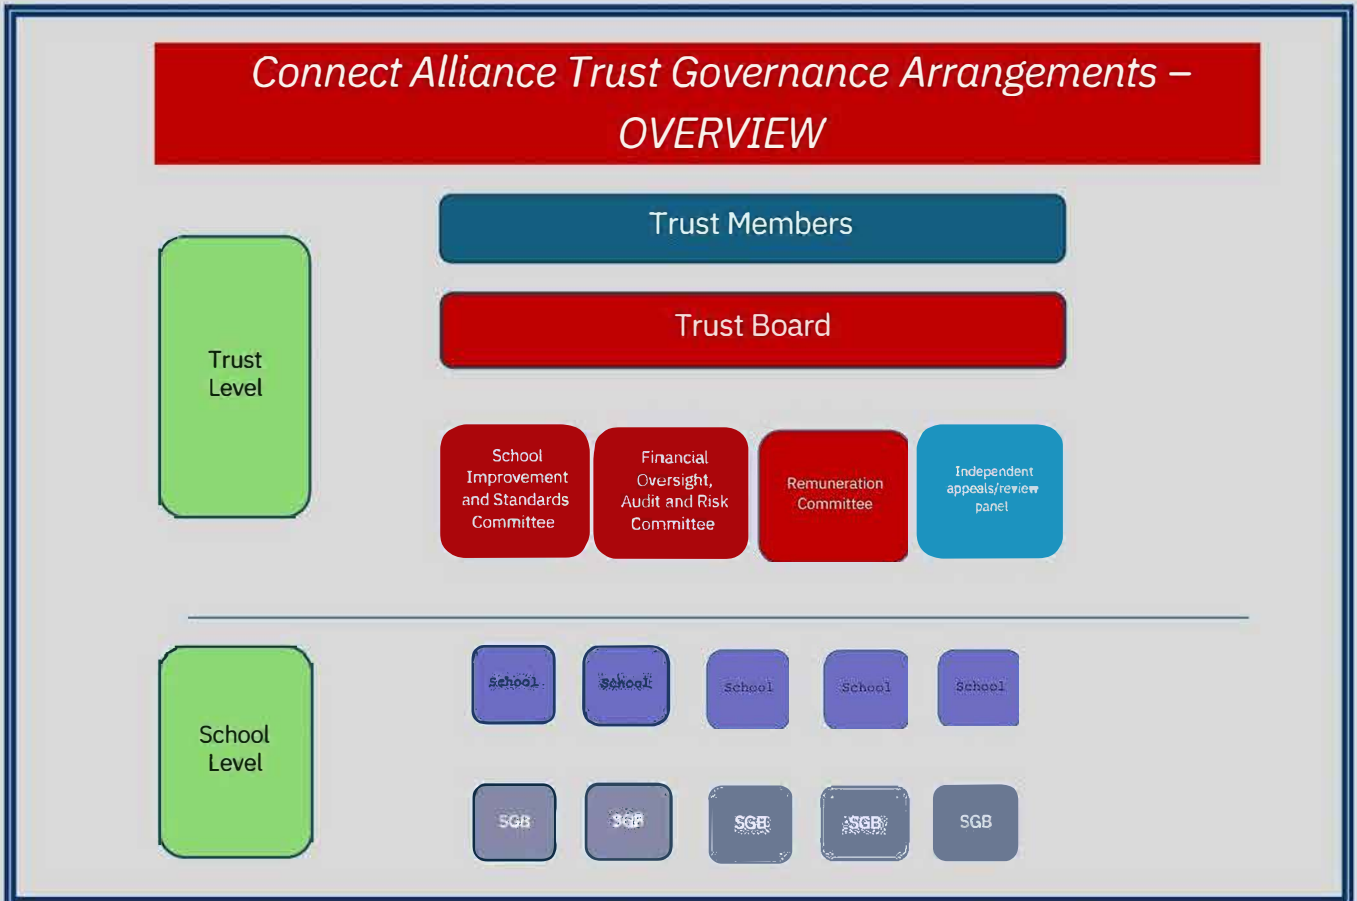 Connect Alliance Trust Governance Arrangements –
OVERVIEW
Trust Members
Trust Board
Trust
Level
School
Improvement
and Standards
Committee
Financial
Oversight,
Audit and Risk
Committee
Remuneration
Committee
Independent
appeals/review
panel
School
Level
School
School
School
School
School
SGB
SGB
SGB
SGB
SGB